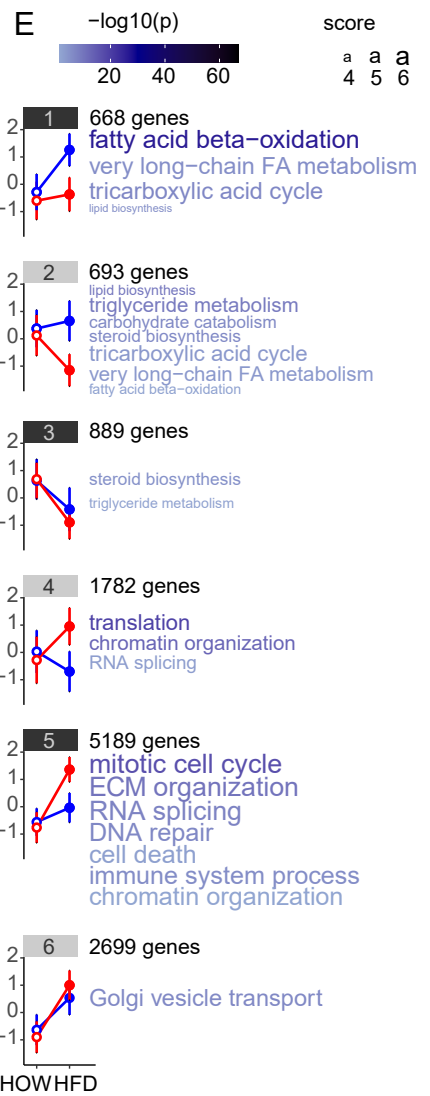 E
−log10(p)
score
a a a
20 40 60
4 5 6
1 668 genes
2
1
0
-1
fatty acid beta−oxidation
very long−chain FA metabolism
tricarboxylic acid cycle
lipid biosynthesis
2 693 genes
2
1
0
-1
lipid biosynthesis
triglyceride metabolism
carbohydrate catabolism
steroid biosynthesis
tricarboxylic acid cycle
very long−chain FA metabolism
fatty acid beta−oxidation
3 889 genes
2
1
0
-1
steroid biosynthesis
triglyceride metabolism
4 1782 genes
2
1
0
-1
translation
chromatin organization
RNA splicing
5 5189 genes
2
1
0
-1
mitotic cell cycle
ECM organization
RNA splicing
DNA repair
cell death
immune system process
chromatin organization
6 2699 genes
2
1
0
-1
Golgi vesicle transport
HOW HFD